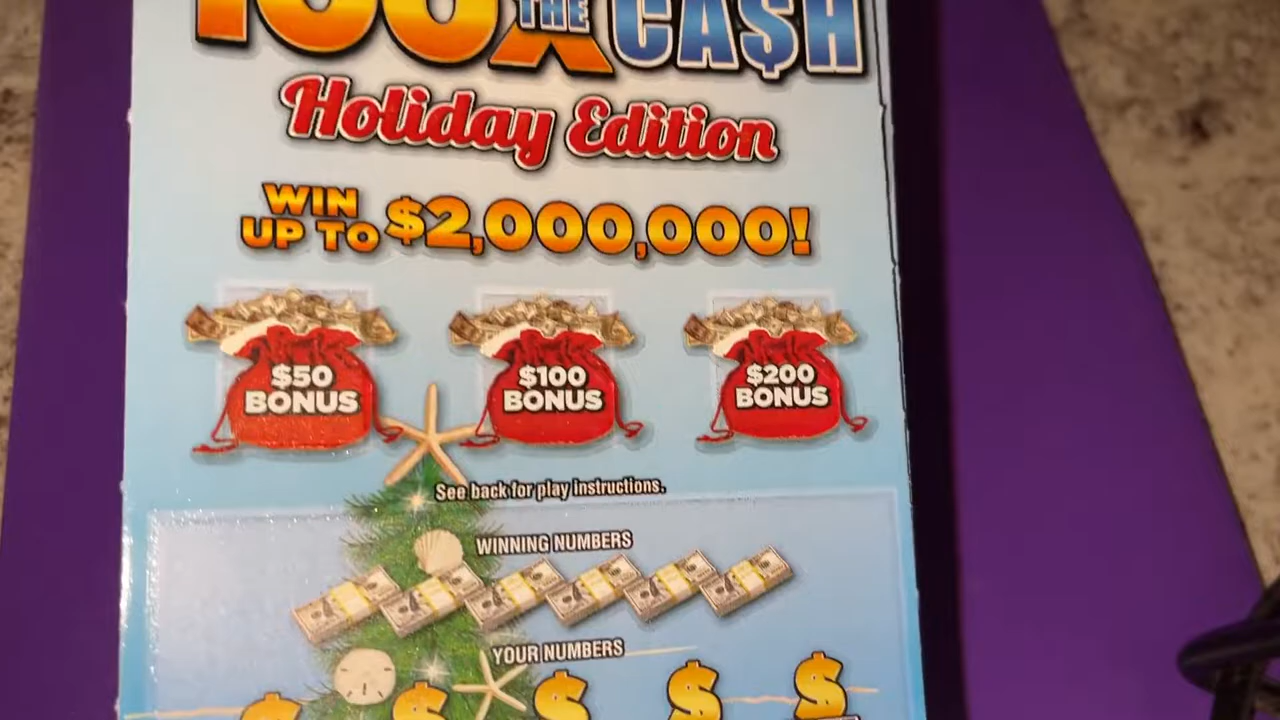 100X THE CA$H
Holiday Edition
WIN UP TO $2,000,000!
$50 BONUS
$100 BONUS
$200 BONUS
See back for play instructions.
WINNING NUMBERS
YOUR NUMBERS